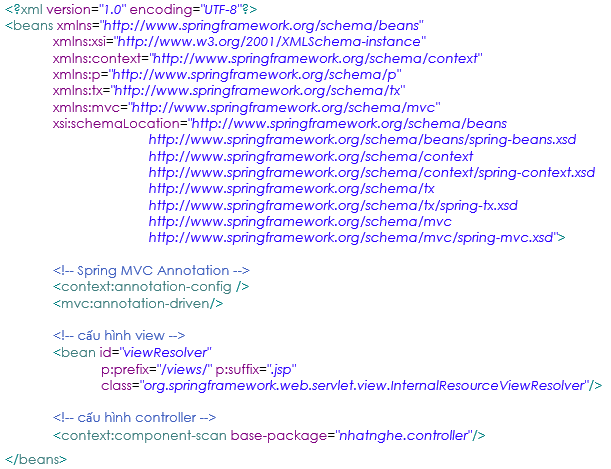 <?xml version="1.0" encoding="UTF-8"?>
<beans xmlns="http://www.springframework.org/schema/beans"
xmlns:xsi="http://www.w3.org/2001/XMLSchema-instance"
xmlns:context="http://www.springframework.org/schema/context"
xmlns:p="http://www.springframework.org/schema/p"
xmlns:tx="http://www.springframework.org/schema/tx"
xmlns:mvc="http://www.springframework.org/schema/mvc"
xsi:schemaLocation="http://www.springframework.org/schema/beans
http://www.springframework.org/schema/beans/spring-beans.xsd
http://www.springframework.org/schema/context
http://www.springframework.org/schema/context/spring-context.xsd
http://www.springframework.org/schema/tx
http://www.springframework.org/schema/tx/spring-tx.xsd
http://www.springframework.org/schema/mvc
http://www.springframework.org/schema/mvc/spring-mvc.xsd">
<!-- Spring MVC Annotation -->
<context:annotation-config />
<mvc:annotation-driven/>
<!-- cấu hình view -->
<bean id="viewResolver"
p:prefix="/views/" p:suffix=".jsp"
class="org.springframework.web.servlet.view.InternalResourceViewResolver"/>
<!-- cấu hình controller -->
<context:component-scan base-package="nhatnghe.controller"/>
</beans>